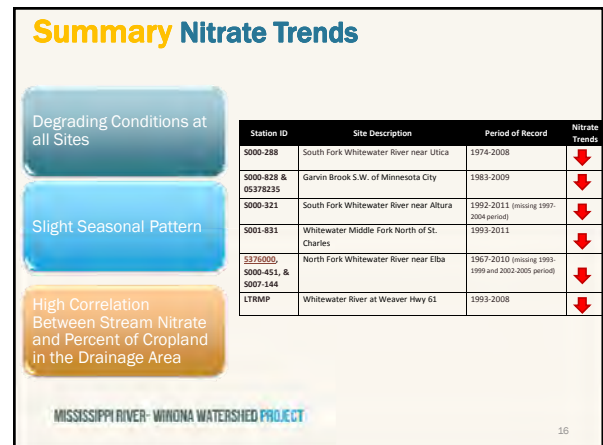 Summary Nitrate Trends
Degrading Conditions at
all Sites
Slight Seasonal Pattern
High Correlation
Between Stream Nitrate
and Percent of Cropland
in the Drainage Area
Station ID Site Description Period of Record Nitrate Trends
S000-288 South Fork Whitewater River near Utica 1974-2008
S000-828 & Garvin Brook S.W. of Minnesota City 1983-2009
05378235
S000-321 South Fork Whitewater River near Altura 1992-2011 (missing 1997-
2004 period)
S001-831 Whitewater Middle Fork North of St. 1993-2011
Charles
5376000, North Fork Whitewater River near Elba 1967-2010 (missing 1993-
S000-451, & 1999 and 2002-2005 period)
S007-144
LTRMP Whitewater River at Weaver Hwy 61 1993-2008
MISSISSIPPI RIVER- WINONA WATERSHED PROJECT
16